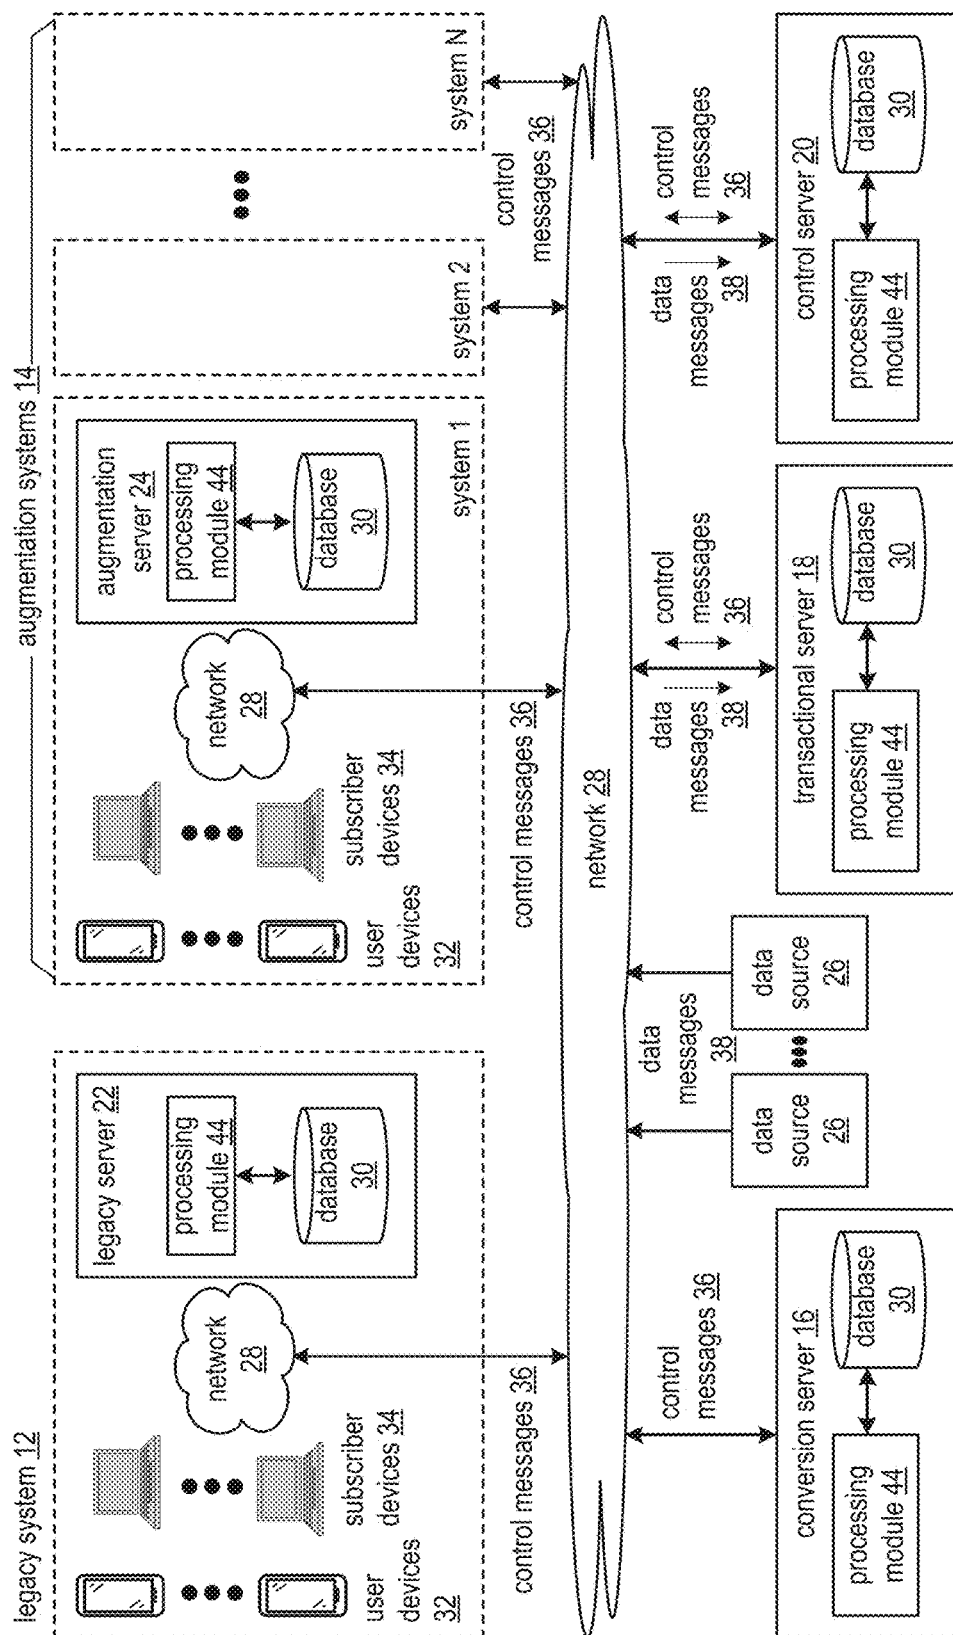 legacy system 12
user
devices
32
subscriber
devices 34
network
28
legacy server 22
processing
module 44
database
30
control messages 36
augmentation systems 14
user
devices
32
subscriber
devices 34
network
28
augmentation
server 24
processing
module 44
database
30
system 1
control messages 36
system 2
system N
control
messages 36
network 28
control
messages 36
conversion server 16
processing
module 44
database
30
data
messages
38
data
source
26
data
source
26
data
messages
38
control
messages
36
transactional server 18
processing
module 44
database
30
data
messages
38
control
messages
36
control server 20
processing
module 44
database
30